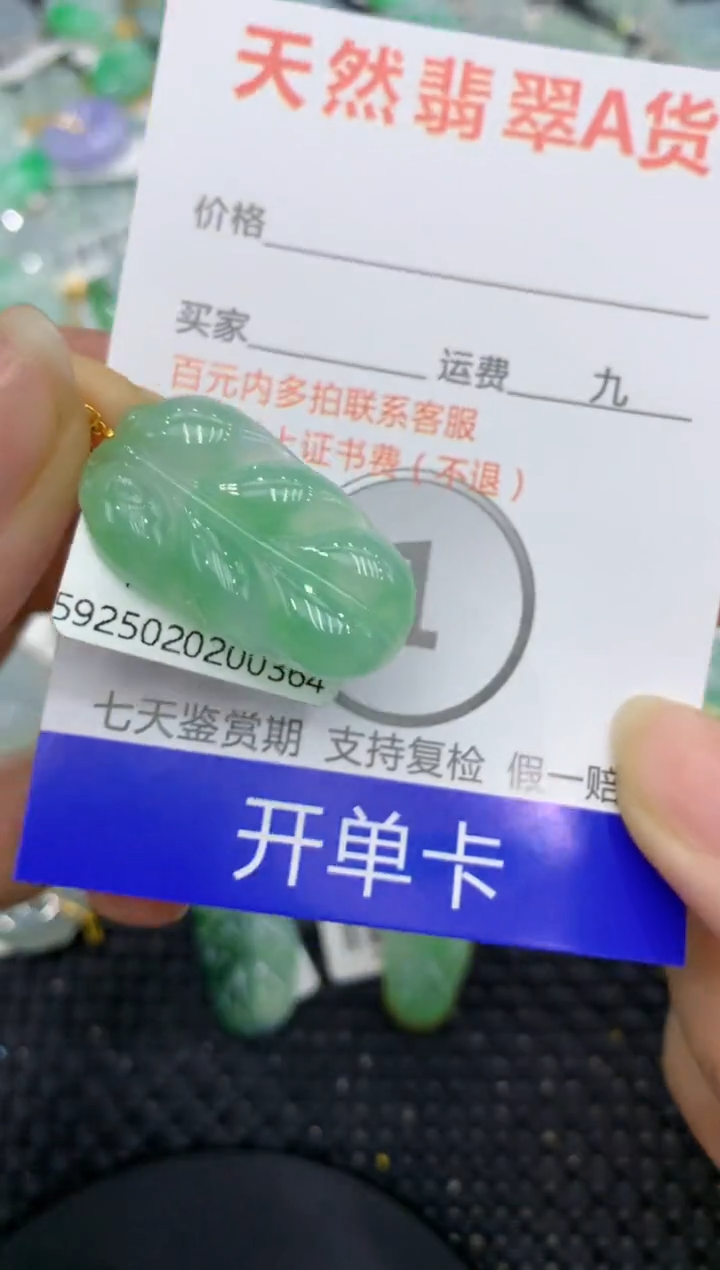 天然翡翠A货
价格
买家 运费 九
百元内多拍联系客服
上证书费(不退)
1
5925020200364
七天鉴赏期 支持复检 假一赔
开单卡